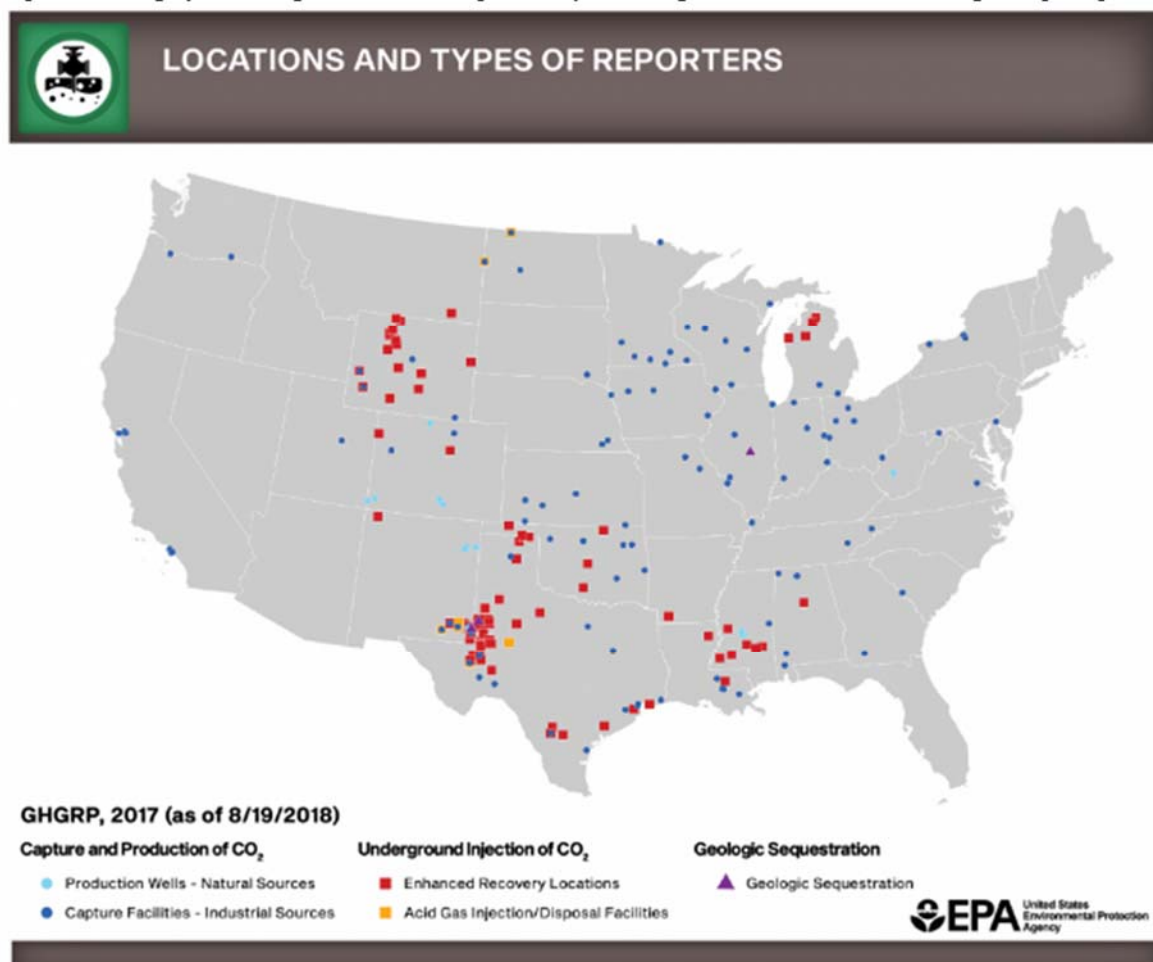 LOCATIONS AND TYPES OF REPORTERS
GHGRP, 2017 (as of 8/19/2018)
Capture and Production of CO₂
Production Wells - Natural Sources
Capture Facilities - Industrial Sources
Underground Injection of CO₂
Enhanced Recovery Locations
Acid Gas Injection/Disposal Facilities
Geologic Sequestration
Geologic Sequestration
EPA
United States
Environmental Protection
Agency